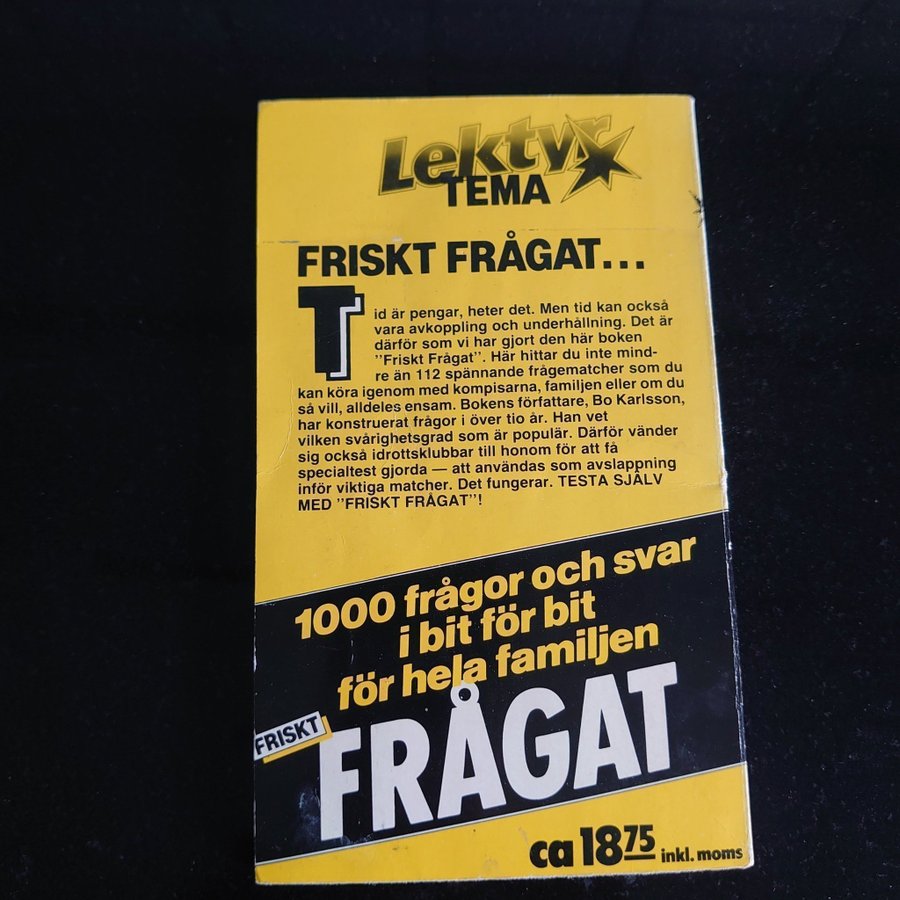 Lektyr
TEMA
FRISKT FRÅGAT...
Tid är pengar, heter det. Men tid kan också
vara avkoppling och underhållning. Det är
därför som vi har gjort den här boken
"Friskt Frågat". Här hittar du inte mind-
re än 112 spännande frågematcher som du
kan köra igenom med kompisarna, familjen eller om du
så vill, alldeles ensam. Bokens författare, Bo Karlsson,
har konstruerat frågor i över tio år. Han vet
vilken svårighetsgrad som är populär. Därför vänder
sig också idrottsklubbar till honom för att få
specialtest gjorda — att användas som avslappning
inför viktiga matcher. Det fungerar. TESTA SJÄLV
MED "FRISKT FRÅGAT"!
1000 frågor och svar
i bit för bit
för hela familjen
FRISKT
FRÅGAT
ca 18 75 inkl. moms